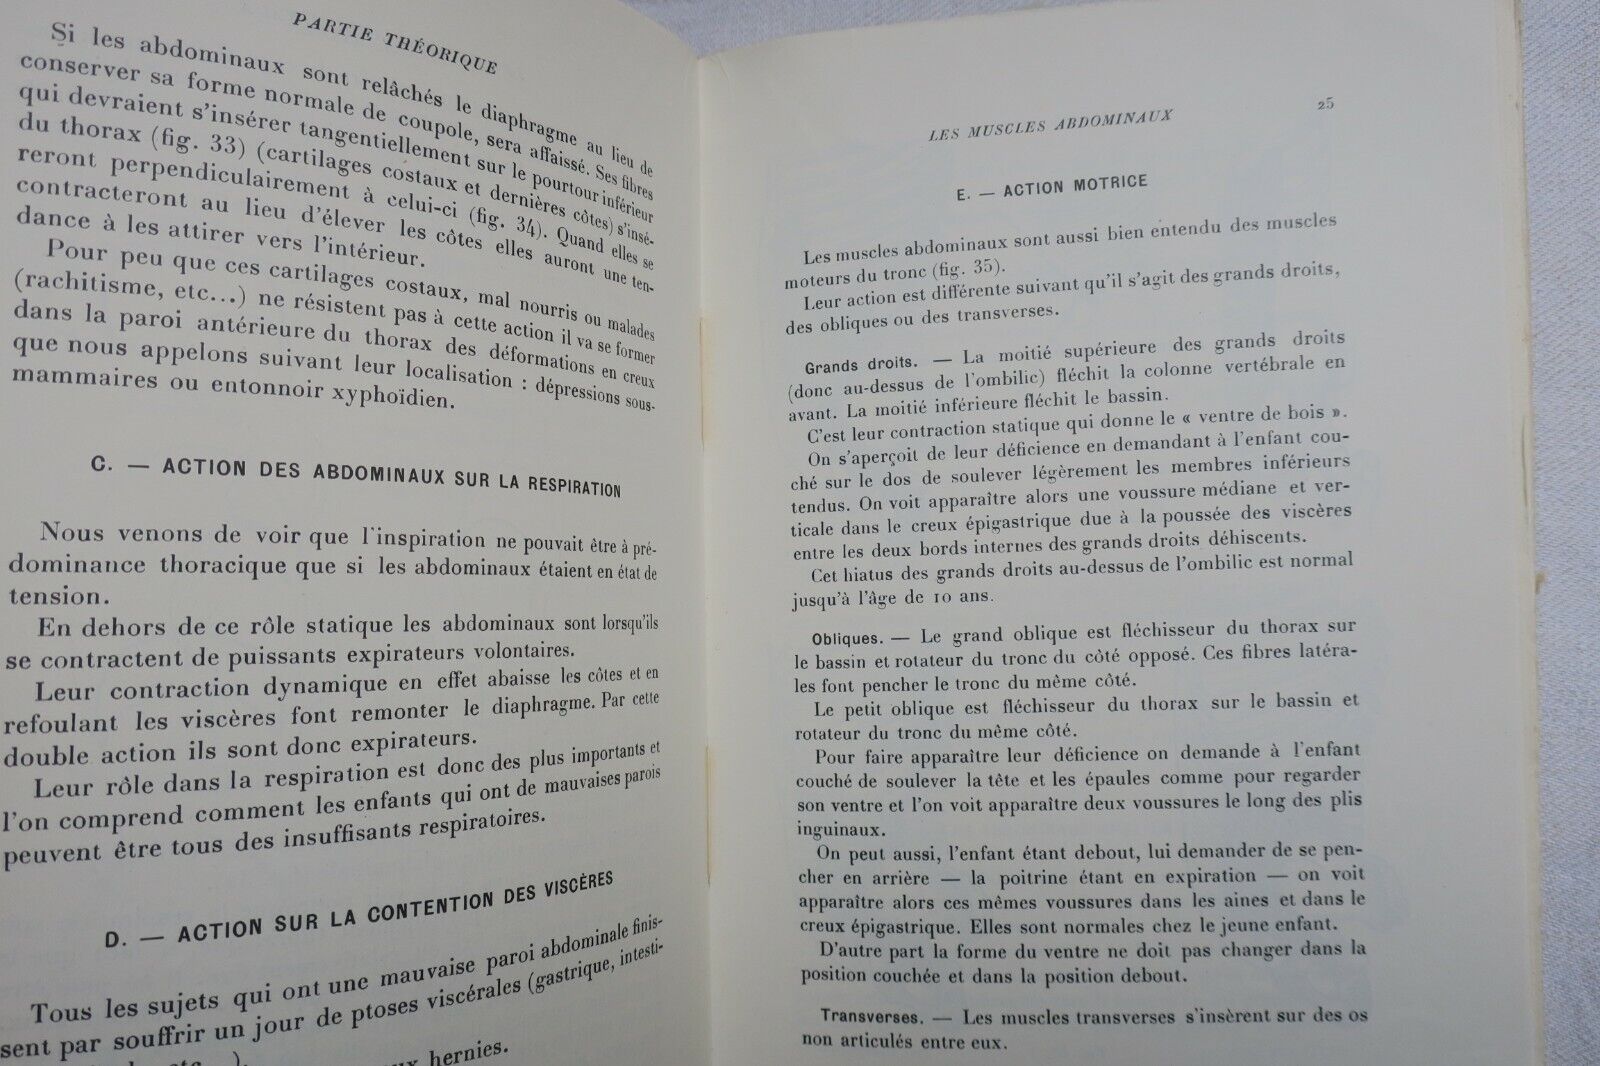 PARTIE THÉORIQUE
Si les abdominaux sont relâchés le diaphragme au lieu de
conserver sa forme normale de coupole, sera affaissé. Ses fibres
qui devraient s'insérer tangentiellement sur le pourtour inférieur
du thorax (fig. 33) (cartilages costaux et dernières côtes) s'insé-
reront perpendiculairement à celui-ci (fig. 34). Quand elles se
contracteront au lieu d'élever les côtes elles auront une ten-
dance à les attirer vers l'intérieur.
Pour peu que ces cartilages costaux, mal nourris ou malades
(rachitisme, etc...) ne résistent pas à cette action il va se former
dans la paroi antérieure du thorax des déformations en creux
que nous appelons suivant leur localisation : dépressions sous-
mammaires ou entonnoir xyphoïdien.
C. — ACTION DES ABDOMINAUX SUR LA RESPIRATION
Nous venons de voir que l'inspiration ne pouvait être à pré-
dominance thoracique que si les abdominaux étaient en état de
tension.
En dehors de ce rôle statique les abdominaux sont lorsqu'ils
se contractent de puissants expirateurs volontaires.
Leur contraction dynamique en effet abaisse les côtes et en
refoulant les viscères font remonter le diaphragme. Par cette
double action ils sont donc expirateurs.
Leur rôle dans la respiration est donc des plus importants et
l'on comprend comment les enfants qui ont de mauvaises parois
peuvent être tous des insuffisants respiratoires.
D. — ACTION SUR LA CONTENTION DES VISCÈRES
Tous les sujets qui ont une mauvaise paroi abdominale finis-
sent par souffrir un jour de ptoses viscérales (gastrique, intesti-
etc...). hernies.
LES MUSCLES ABDOMINAUX 25
E. — ACTION MOTRICE
Les muscles abdominaux sont aussi bien entendu des muscles
moteurs du tronc (fig. 35).
Leur action est différente suivant qu'il s'agit des grands droits,
des obliques ou des transverses.
Grands droits. — La moitié supérieure des grands droits
(donc au-dessus de l'ombilic) fléchit la colonne vertébrale en
avant. La moitié inférieure fléchit le bassin.
C'est leur contraction statique qui donne le « ventre de bois ».
On s'aperçoit de leur déficience en demandant à l'enfant cou-
ché sur le dos de soulever légèrement les membres inférieurs
tendus. On voit apparaître alors une voussure médiane et ver-
ticale dans le creux épigastrique due à la poussée des viscères
entre les deux bords internes des grands droits déhiscents.
Cet hiatus des grands droits au-dessus de l'ombilic est normal
jusqu'à l'âge de 10 ans.
Obliques. — Le grand oblique est fléchisseur du thorax sur
le bassin et rotateur du tronc du côté opposé. Ces fibres latéra-
les font pencher le tronc du même côté.
Le petit oblique est fléchisseur du thorax sur le bassin et
rotateur du tronc du même côté.
Pour faire apparaître leur déficience on demande à l'enfant
couché de soulever la tête et les épaules comme pour regarder
son ventre et l'on voit apparaître deux voussures le long des plis
inguinaux.
On peut aussi, l'enfant étant debout, lui demander de se pen-
cher en arrière — la poitrine étant en expiration — on voit
apparaître alors ces mêmes voussures dans les aines et dans le
creux épigastrique. Elles sont normales chez le jeune enfant.
D'autre part la forme du ventre ne doit pas changer dans la
position couchée et dans la position debout.
Transverses. — Les muscles transverses s'insèrent sur des os
non articulés entre eux.